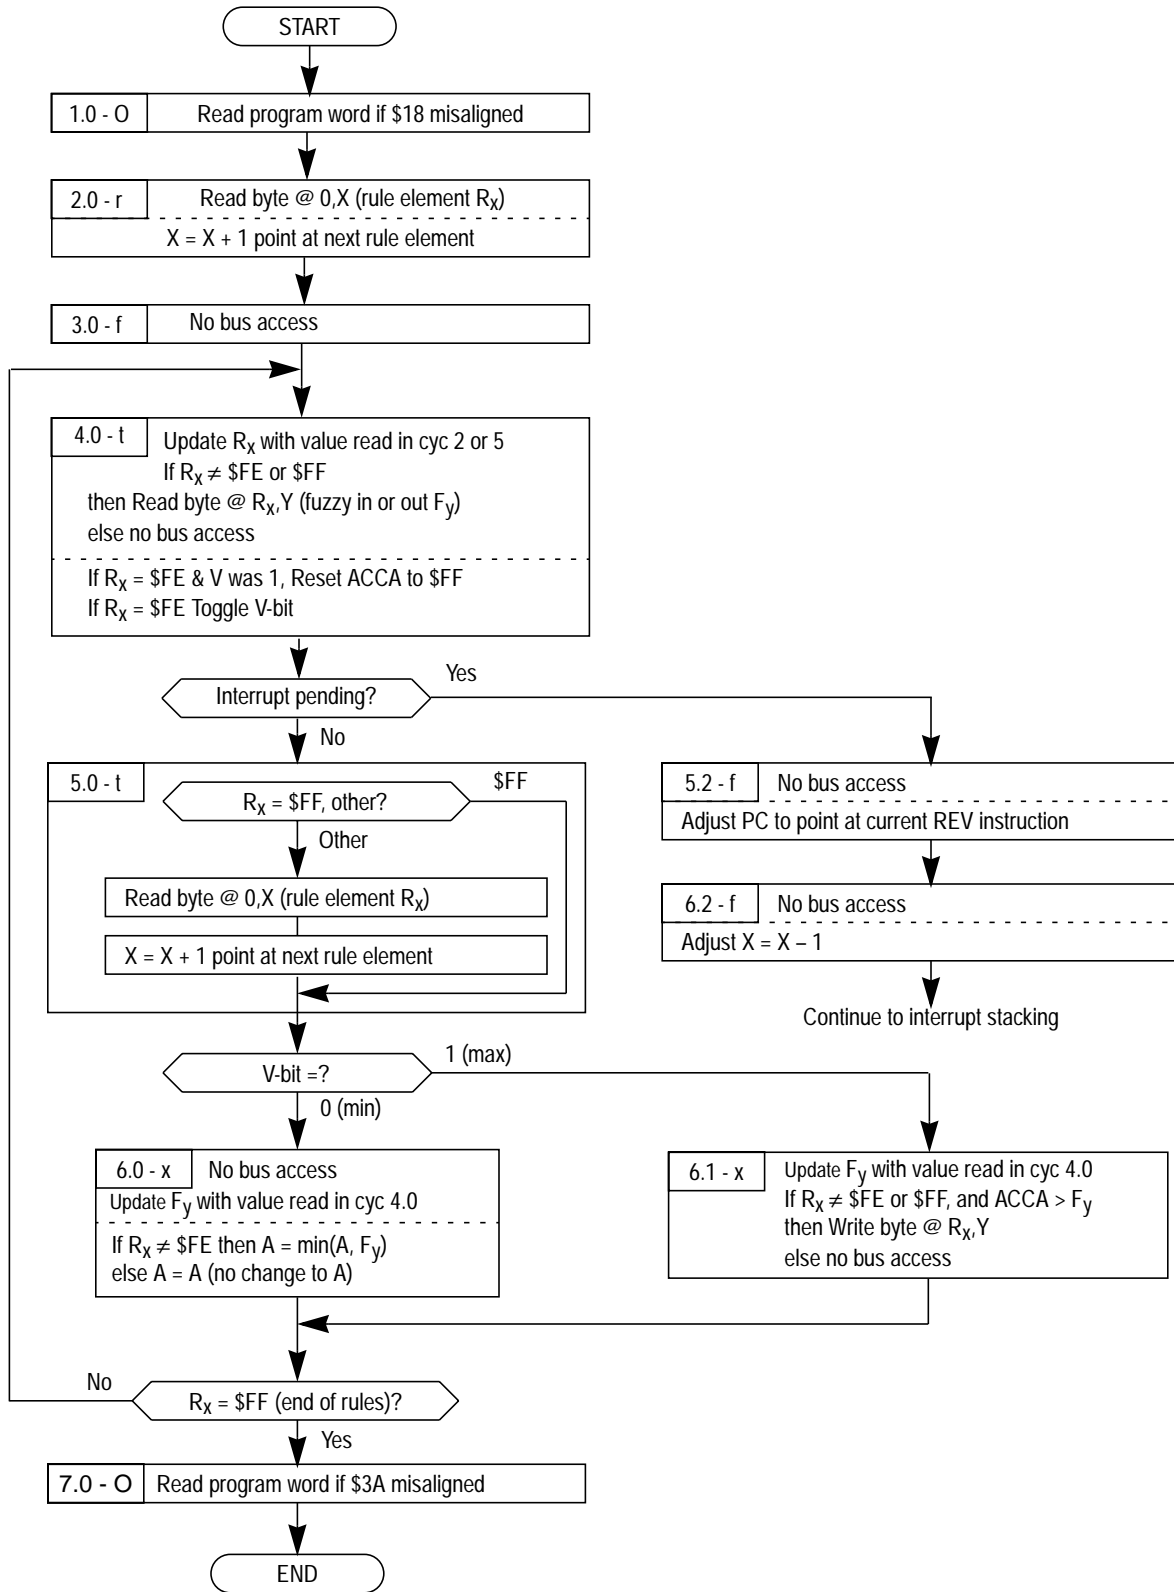 START
1.0 - O Read program word if $18 misaligned
2.0 - r Read byte @ 0,X (rule element Rx)
X = X + 1 point at next rule element
3.0 - f No bus access
4.0 - t Update Rx with value read in cyc 2 or 5
If Rx ≠ $FE or $FF
then Read byte @ Rx,Y (fuzzy in or out Fy)
else no bus access
If Rx = $FE & V was 1, Reset ACCA to $FF
If Rx = $FE Toggle V-bit
Interrupt pending?
Yes
No
5.0 - t
Rx = $FF, other?
$FF
Other
Read byte @ 0,X (rule element Rx)
X = X + 1 point at next rule element
5.2 - f No bus access
Adjust PC to point at current REV instruction
6.2 - f No bus access
Adjust X = X – 1
Continue to interrupt stacking
V-bit =?
1 (max)
0 (min)
6.0 - x No bus access
Update Fy with value read in cyc 4.0
If Rx ≠ $FE then A = min(A, Fy)
else A = A (no change to A)
6.1 - x Update Fy with value read in cyc 4.0
If Rx ≠ $FE or $FF, and ACCA > Fy
then Write byte @ Rx,Y
else no bus access
No
Rx = $FF (end of rules)?
Yes
7.0 - O Read program word if $3A misaligned
END